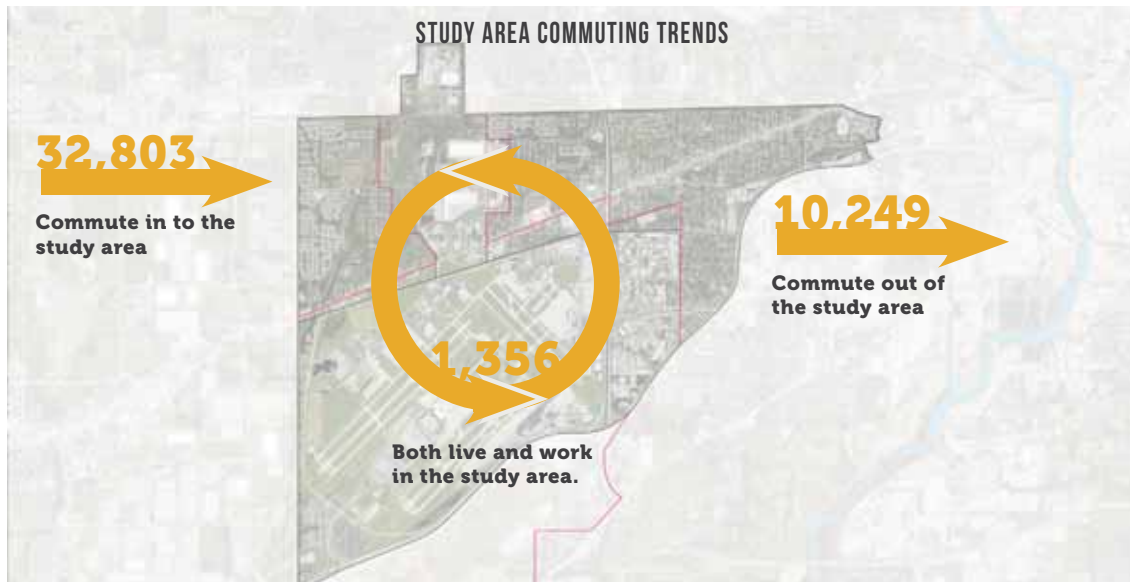 STUDY AREA COMMUTING TRENDS
32,803
Commute in to the
study area
10,249
Commute out of
the study area
1,356
Both live and work
in the study area.